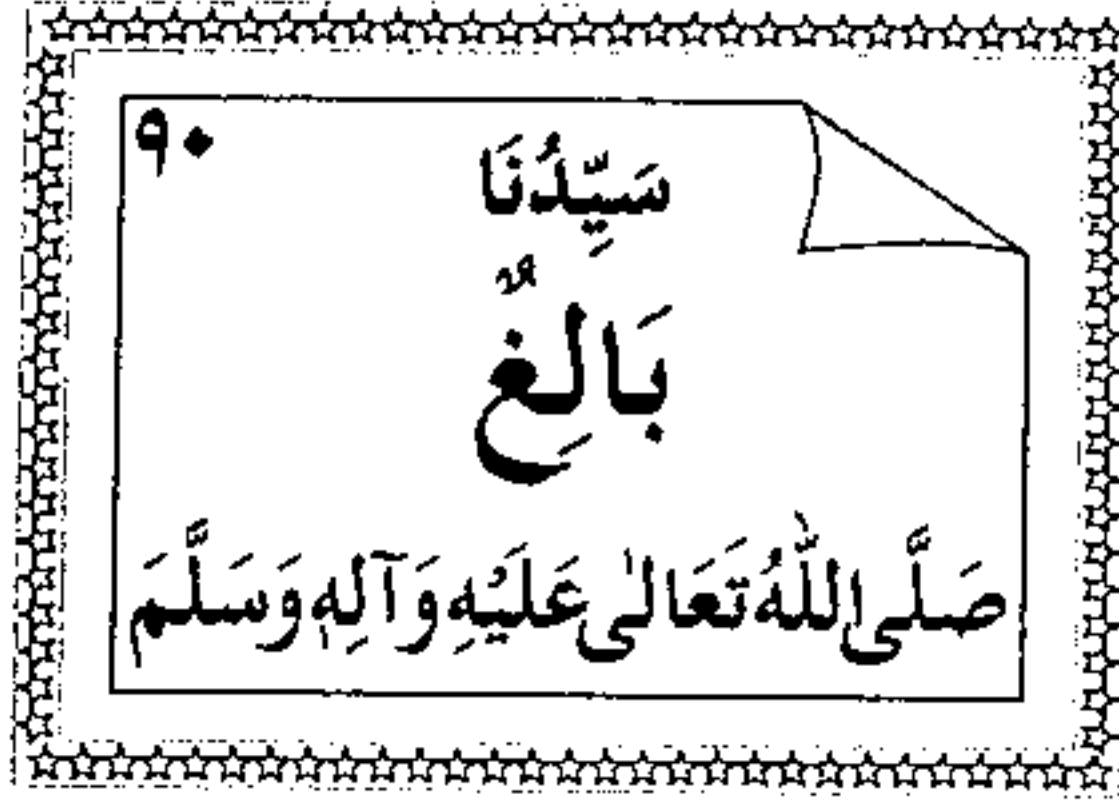 ٩٠
سَيِّدُنَا
بَالِغٌ
صَلَّى اللّٰهُ تَعَالٰى عَلَيْهِ وَآلِهٖ وَسَلَّمَ